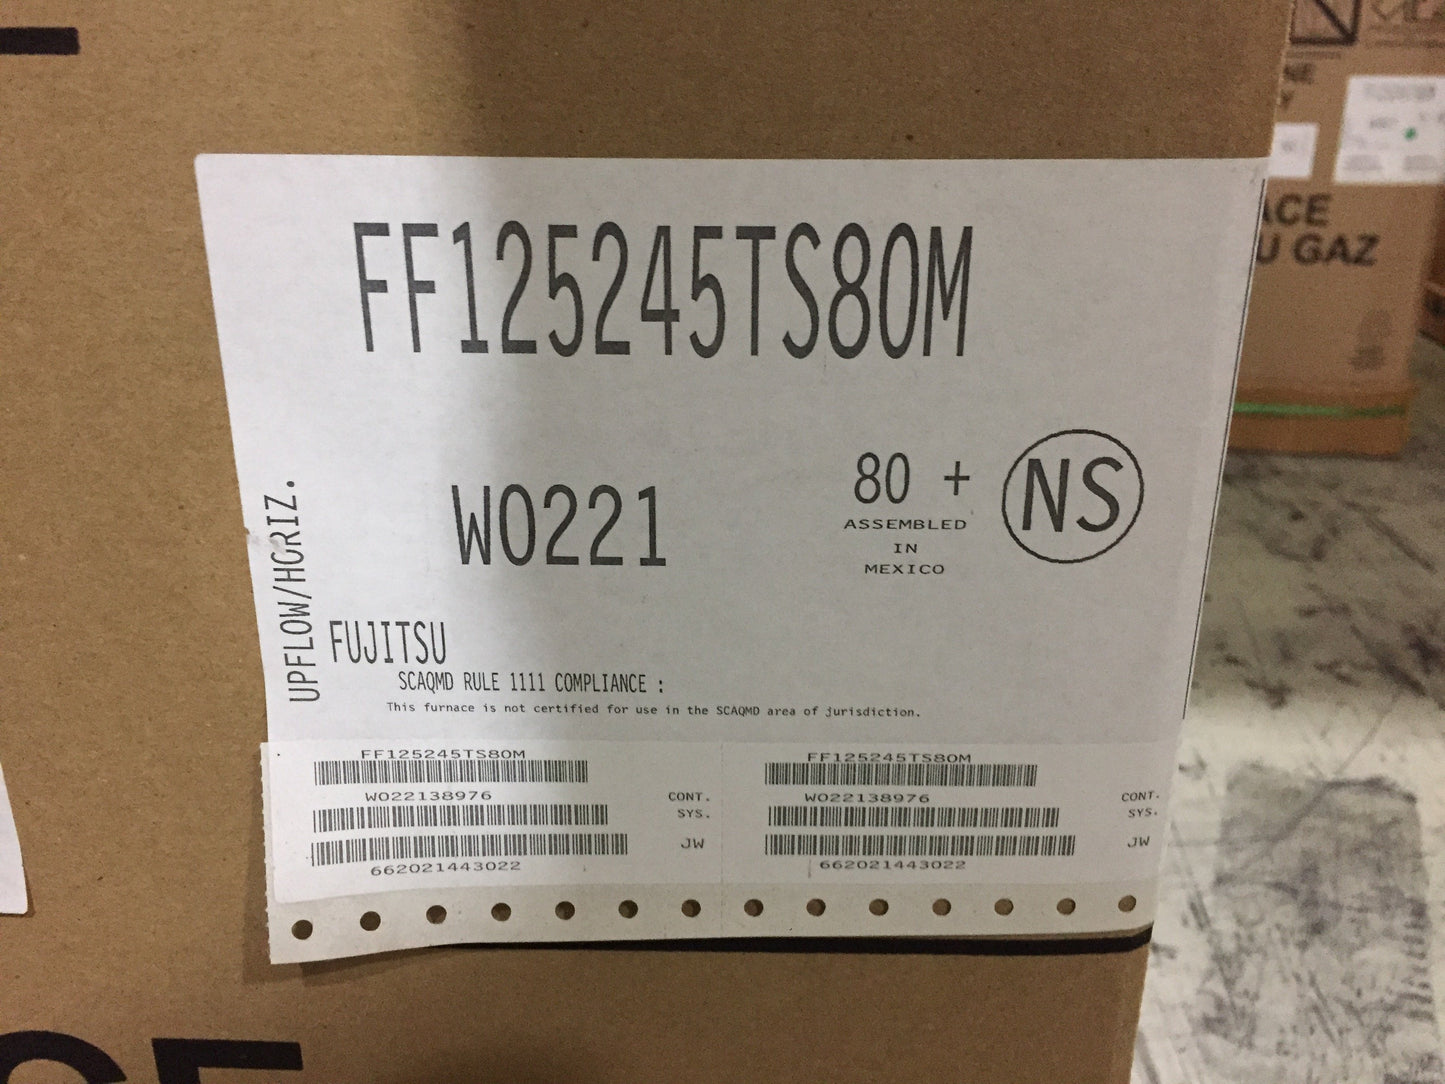 FF125245TS80M
W0221
80 +
ASSEMBLED
IN
MEXICO
NS
UPFLOW/HORIZ.
FUJITSU
SCAQMD RULE 1111 COMPLIANCE :
This furnace is not certified for use in the SCAQMD area of jurisdiction.
FF125245TS80M
W022138976
CONT.
SYS.
JW
662021443022
FF125245TS80M
W022138976
CONT.
SYS.
JW
662021443022
ACE
U GAZ
NE
Y
CE